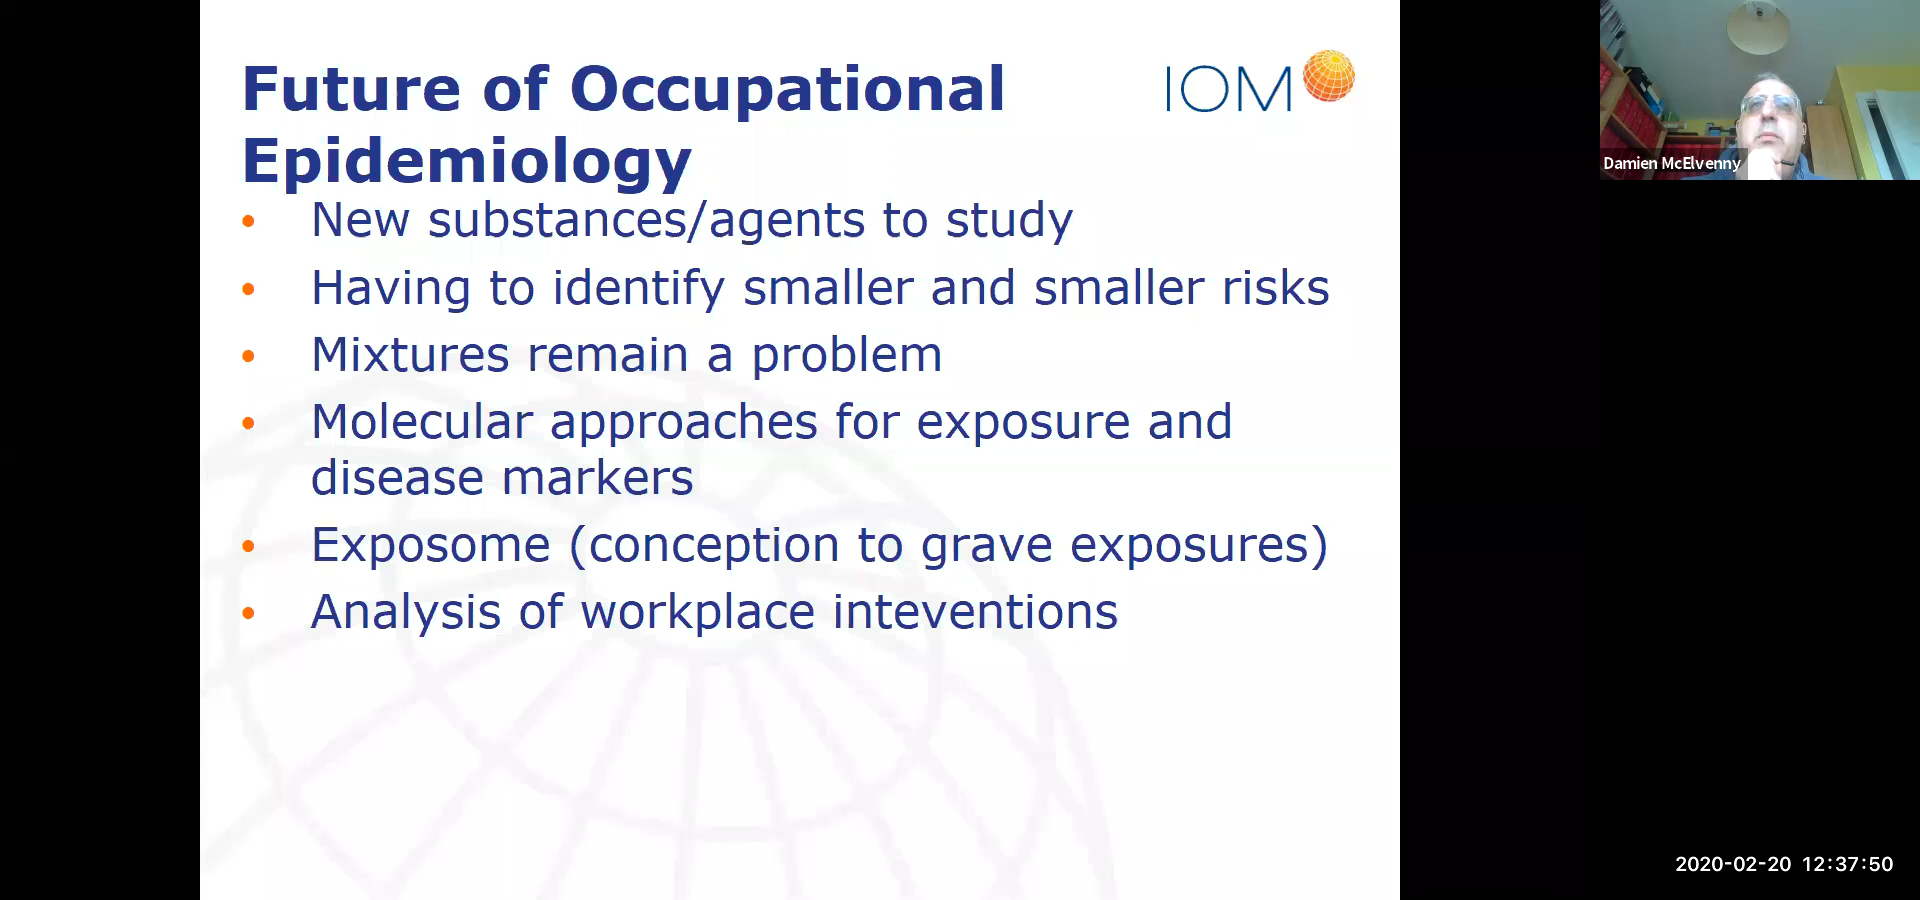 Future of Occupational
Epidemiology
IOM
• New substances/agents to study
• Having to identify smaller and smaller risks
• Mixtures remain a problem
• Molecular approaches for exposure and
disease markers
• Exposome (conception to grave exposures)
• Analysis of workplace inteventions
Damien McElvenny
2020-02-20 12:37:50